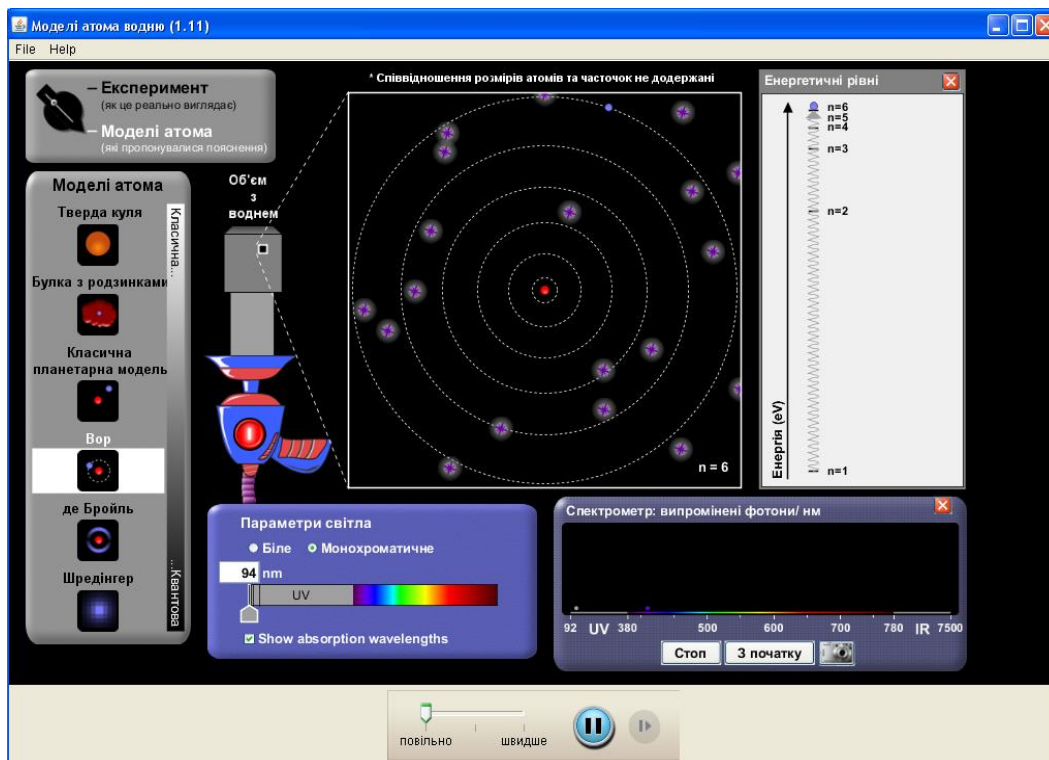 Моделі атома водню (1.11)
File Help
Експеримент
(як це реально виглядає)
Моделі атома
(які пропонувалися пояснення)
* Співвідношення розмірів атомів та часточок не додержані
Енергетичні рівні
n=6
n=5
n=4
n=3
n=2
n=1
Енергія (eV)
Моделі атома
Класична...
...Квантова
Тверда куля
Булка з родзинками
Класична
планетарна модель
Бор
де Бройль
Шредінгер
Об'єм
з
воднем
n = 6
Параметри світла
Біле Монохроматичне
94 nm
UV
Show absorption wavelengths
Спектрометр: випромінені фотони/ нм
92 UV 380 500 600 700 780 IR 7500
Стоп З початку
повільно швидше